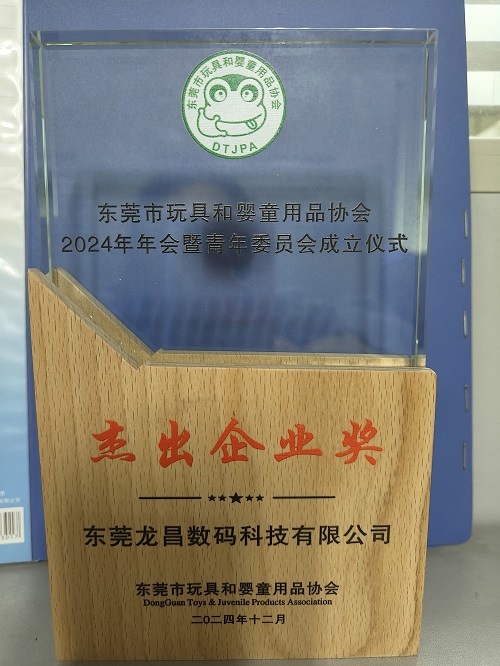 东莞市玩具和婴童用品协会
DTJPA
东莞市玩具和婴童用品协会
2024年年会暨青年委员会成立仪式
杰出企业奖
东莞龙昌数码科技有限公司
东莞市玩具和婴童用品协会
DongGuan Toys & Juvenile Products Association
二〇二四年十二月